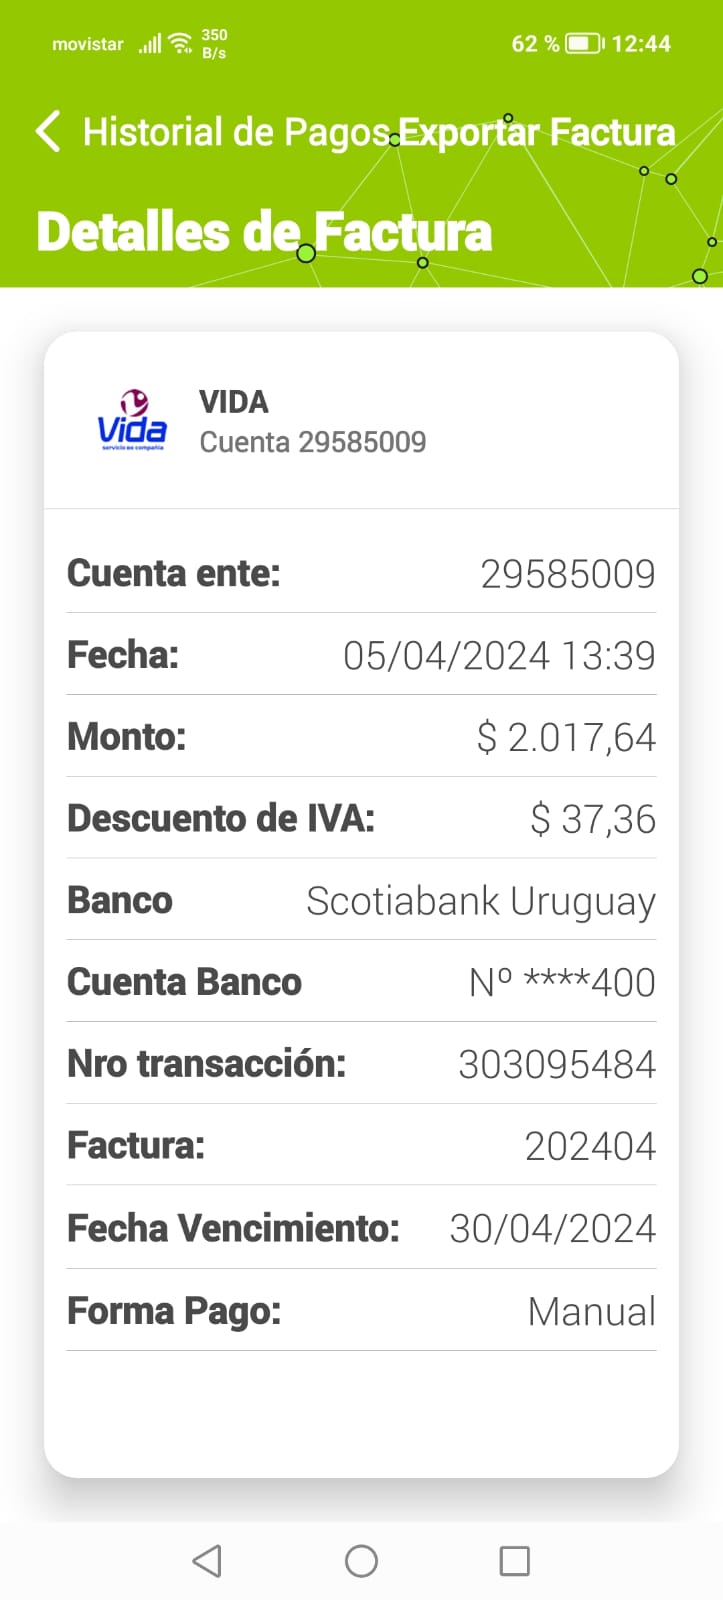 movistar 350 B/s 62 % 12:44
Historial de Pagos Exportar Factura
Detalles de Factura
Vida
servicio de compañía
VIDA
Cuenta 29585009
Cuenta ente: 29585009
Fecha: 05/04/2024 13:39
Monto: $ 2.017,64
Descuento de IVA: $ 37,36
Banco Scotiabank Uruguay
Cuenta Banco Nº ****400
Nro transacción: 303095484
Factura: 202404
Fecha Vencimiento: 30/04/2024
Forma Pago: Manual